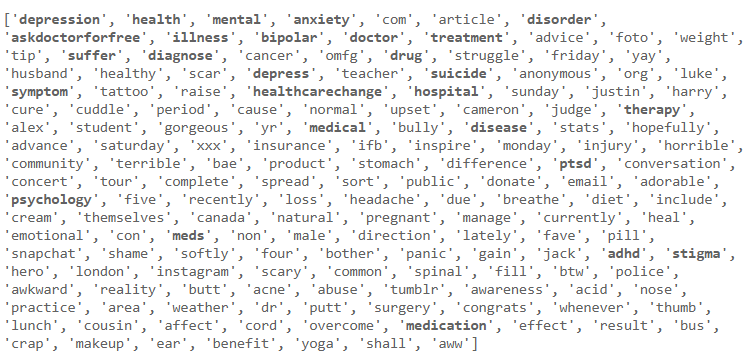 ['depression', 'health', 'mental', 'anxiety', 'com', 'article', 'disorder',
'askdoctorforfree', 'illness', 'bipolar', 'doctor', 'treatment', 'advice', 'foto', 'weight',
'tip', 'suffer', 'diagnose', 'cancer', 'omfg', 'drug', 'struggle', 'friday', 'yay',
'husband', 'healthy', 'scar', 'depress', 'teacher', 'suicide', 'anonymous', 'org', 'luke',
'symptom', 'tattoo', 'raise', 'healthcarechange', 'hospital', 'sunday', 'justin', 'harry',
'cure', 'cuddle', 'period', 'cause', 'normal', 'upset', 'cameron', 'judge', 'therapy',
'alex', 'student', 'gorgeous', 'yr', 'medical', 'bully', 'disease', 'stats', 'hopefully',
'advance', 'saturday', 'xxx', 'insurance', 'ifb', 'inspire', 'monday', 'injury', 'horrible',
'community', 'terrible', 'bae', 'product', 'stomach', 'difference', 'ptsd', 'conversation',
'concert', 'tour', 'complete', 'spread', 'sort', 'public', 'donate', 'email', 'adorable',
'psychology', 'five', 'recently', 'loss', 'headache', 'due', 'breathe', 'diet', 'include',
'cream', 'themselves', 'canada', 'natural', 'pregnant', 'manage', 'currently', 'heal',
'emotional', 'con', 'meds', 'non', 'male', 'direction', 'lately', 'fave', 'pill',
'snapchat', 'shame', 'softly', 'four', 'bother', 'panic', 'gain', 'jack', 'adhd', 'stigma',
'hero', 'london', 'instagram', 'scary', 'common', 'spinal', 'fill', 'btw', 'police',
'awkward', 'reality', 'butt', 'acne', 'abuse', 'tumblr', 'awareness', 'acid', 'nose',
'practice', 'area', 'weather', 'dr', 'putt', 'surgery', 'congrats', 'whenever', 'thumb',
'lunch', 'cousin', 'affect', 'cord', 'overcome', 'medication', 'effect', 'result', 'bus',
'crap', 'makeup', 'ear', 'benefit', 'yoga', 'shall', 'aww']